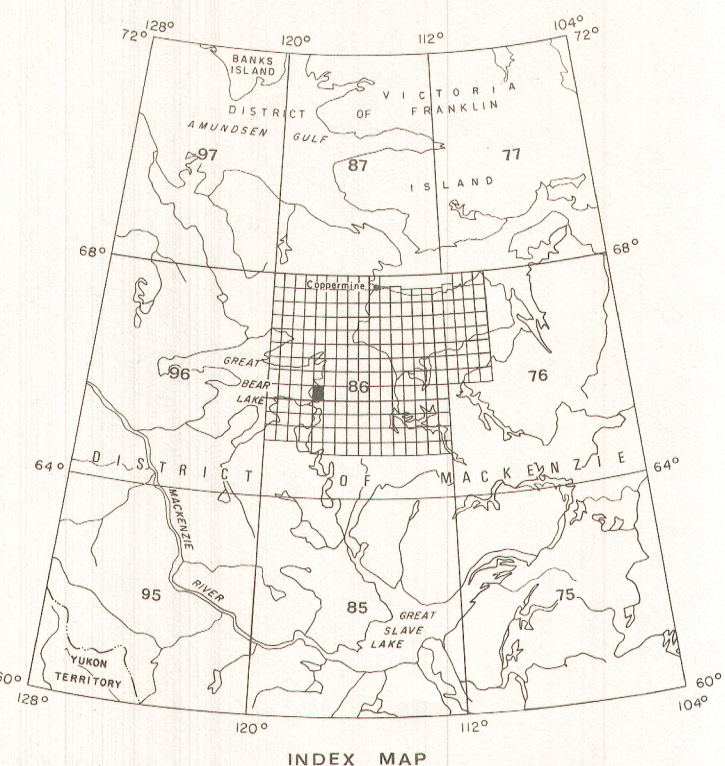 128° 120° 112° 104°
72° 72°
BANKS
ISLAND
VICTORIA
DISTRICT OF FRANKLIN
AMUNDSEN GULF
97 87 77
ISLAND
68° 68°
Coppermine
GREAT
96 86 76
BEAR
LAKE
DISTRICT OF MACKENZIE
64° 64°
MACKENZIE
RIVER
95 85 75
GREAT
SLAVE
LAKE
YUKON
TERRITORY
60° 60°
128° 120° 112° 104°
INDEX MAP